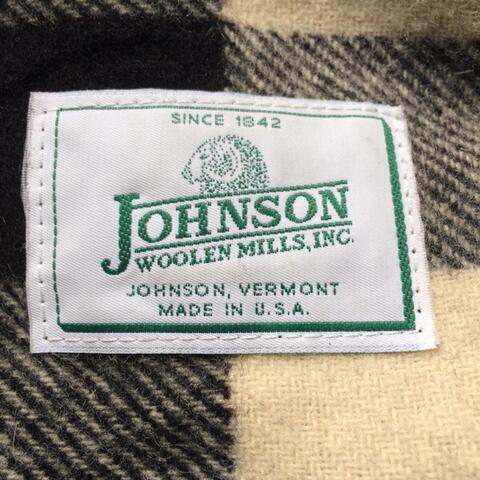 SINCE 1842
JOHNSON
WOOLEN MILLS, INC.
JOHNSON, VERMONT
MADE IN U.S.A.